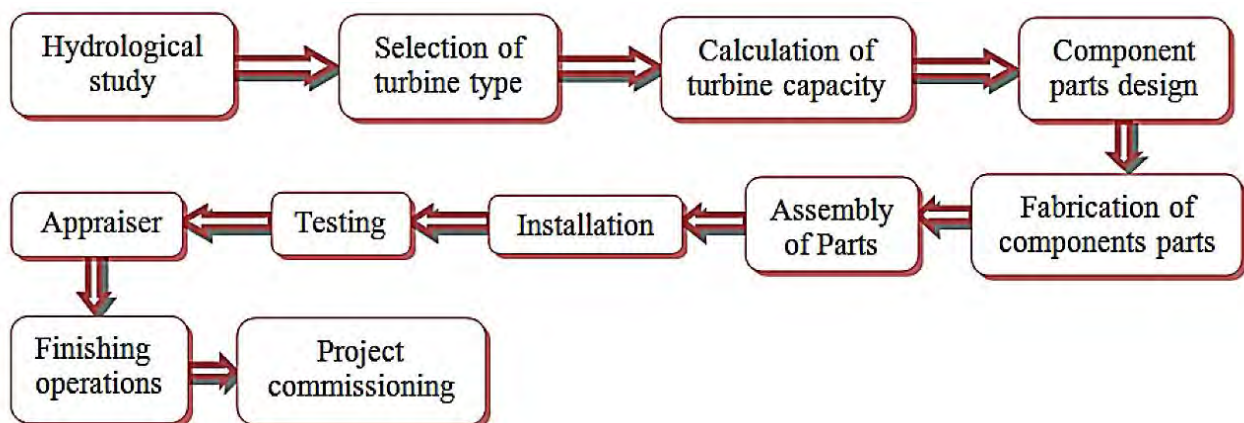 Hydrological
study
Selection of
turbine type
Calculation of
turbine capacity
Component
parts design
Fabrication of
components parts
Assembly
of Parts
Installation
Testing
Appraiser
Finishing
operations
Project
commissioning